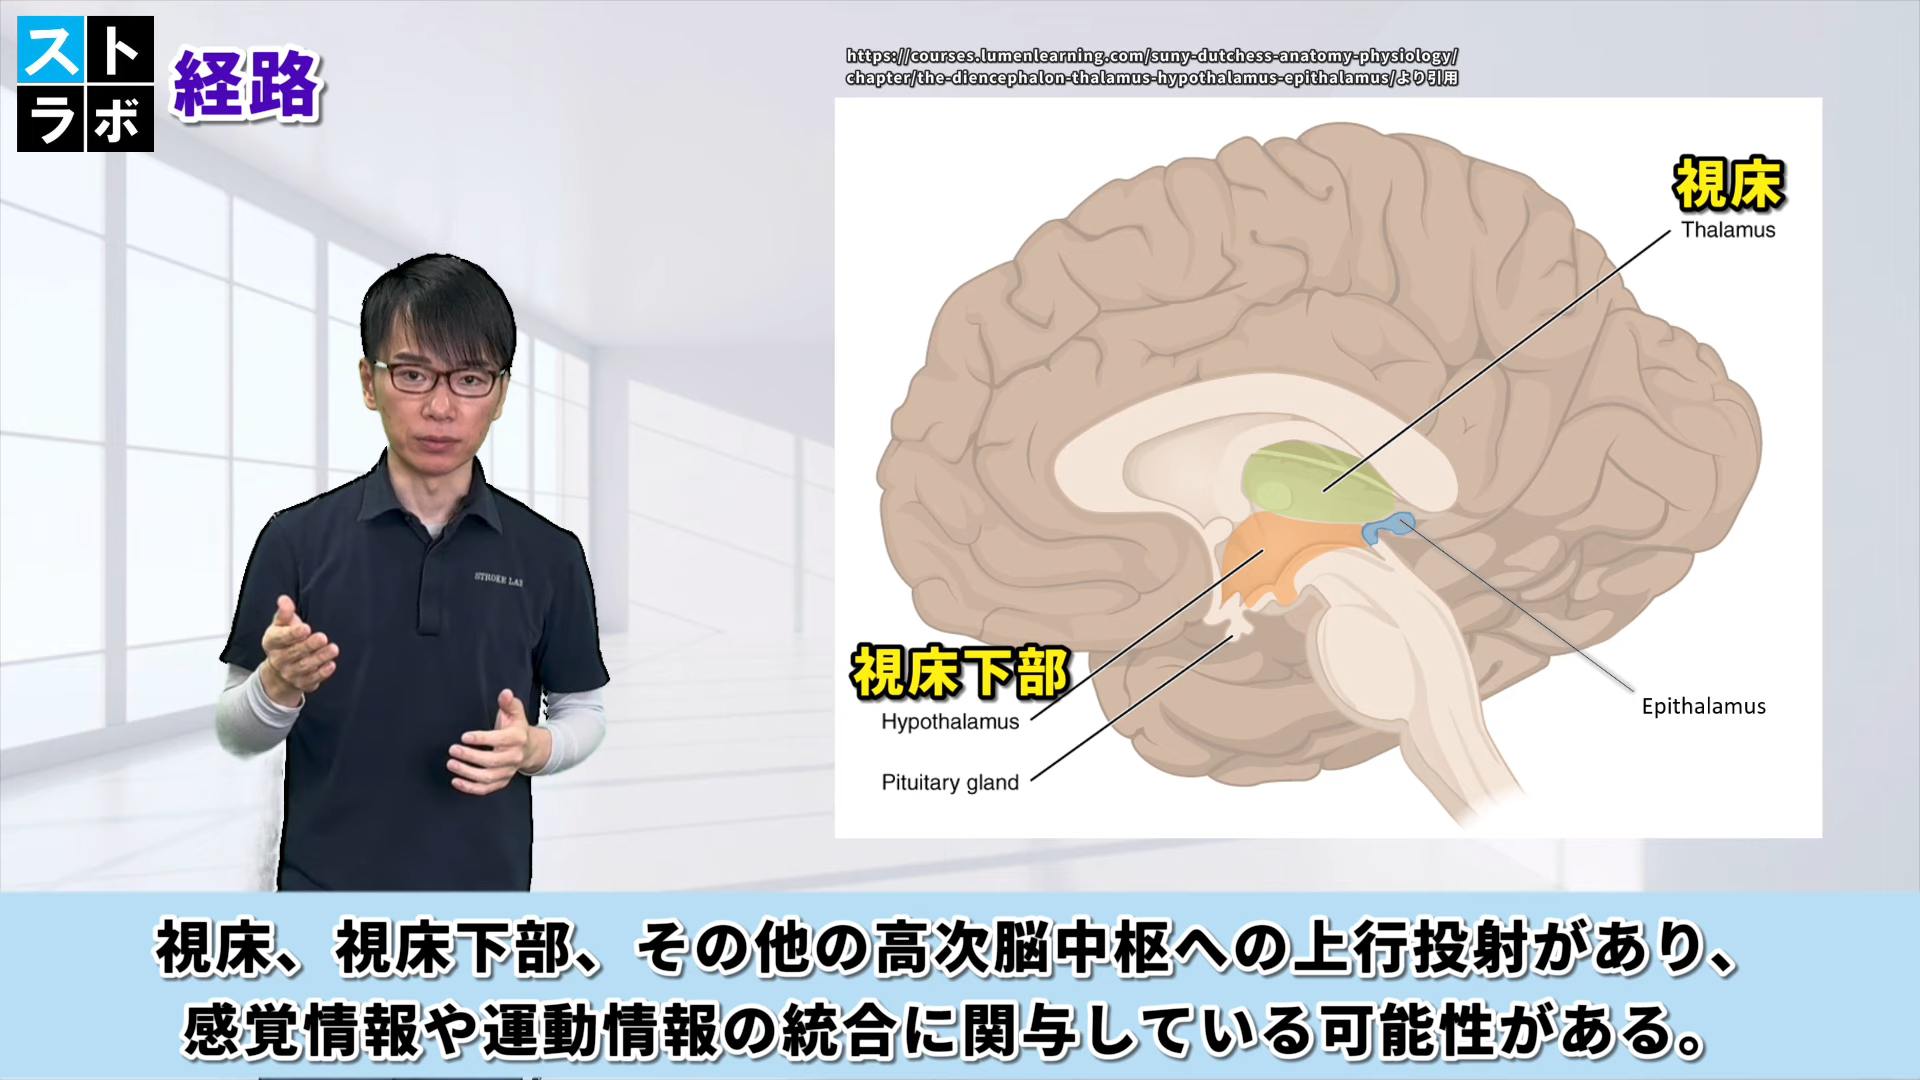 スト
ラボ
経路
https://courses.lumenlearning.com/suny-dutchess-anatomy-physiology/
chapter/the-diencephalon-thalamus-hypothalamus-epithalamus/より引用
視床
Thalamus
STROKE LAB
視床下部
Hypothalamus
Epithalamus
Pituitary gland
視床、視床下部、その他の高次脳中枢への上行投射があり、
感覚情報や運動情報の統合に関与している可能性がある。